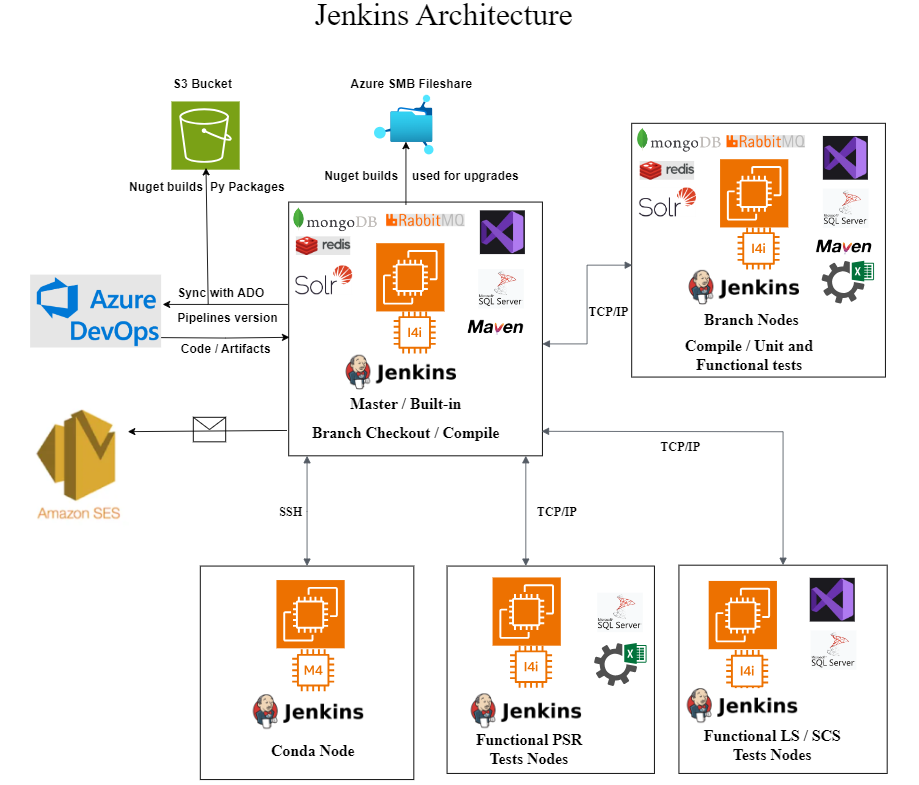 Jenkins Architecture
S3 Bucket
Azure SMB Fileshare
Nuget builds Py Packages
Nuget builds used for upgrades
mongoDB RabbitMQ
redis
Solr
Microsoft
SQL Server
Maven
I4i
Jenkins
Branch Nodes
Compile / Unit and
Functional tests
mongoDB RabbitMQ
redis
Solr
Microsoft
SQL Server
Maven
I4i
Jenkins
Master / Built-in
Branch Checkout / Compile
Azure
DevOps
Sync with ADO
Pipelines version
Code / Artifacts
TCP/IP
Amazon SES
TCP/IP
SSH
TCP/IP
M4
Jenkins
Conda Node
Microsoft
SQL Server
X
I4i
Jenkins
Functional PSR
Tests Nodes
Microsoft
SQL Server
I4i
Jenkins
Functional LS / SCS
Tests Nodes
X